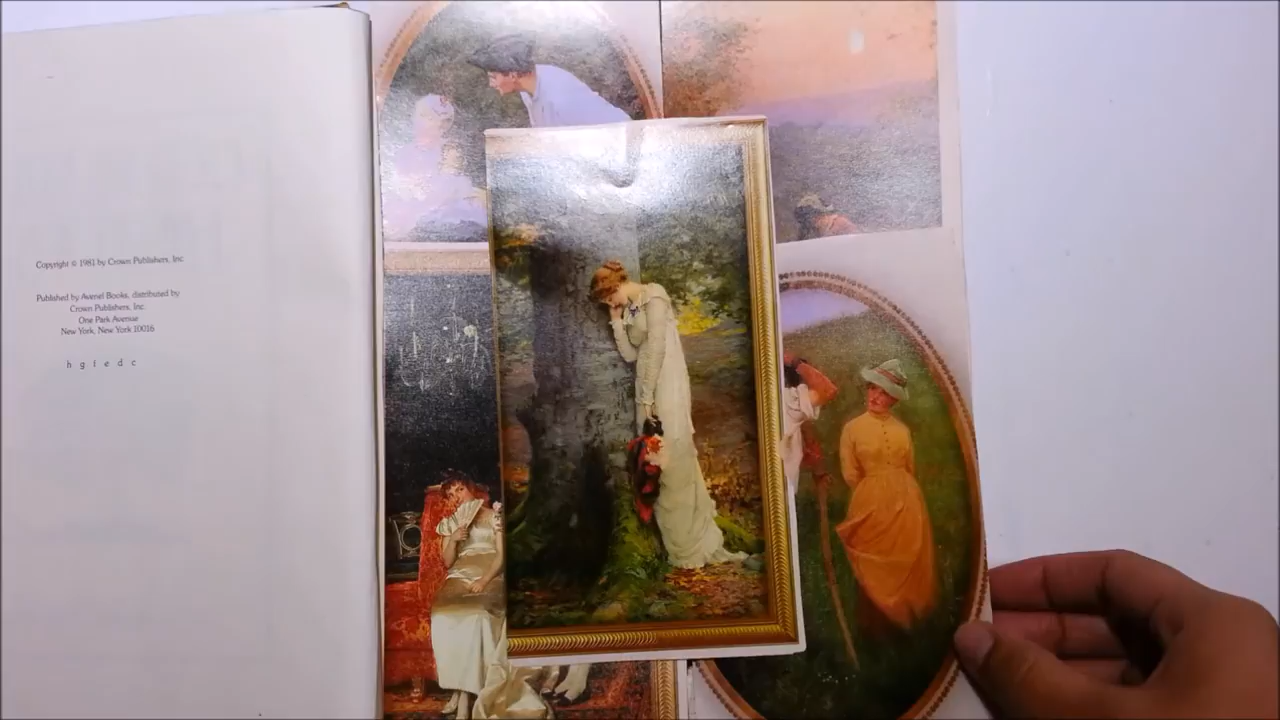 Copyright © 1981 by Crown Publishers, Inc
Published by Avenel Books, distributed by
Crown Publishers, Inc.
One Park Avenue
New York, New York 10016
h g f e d c